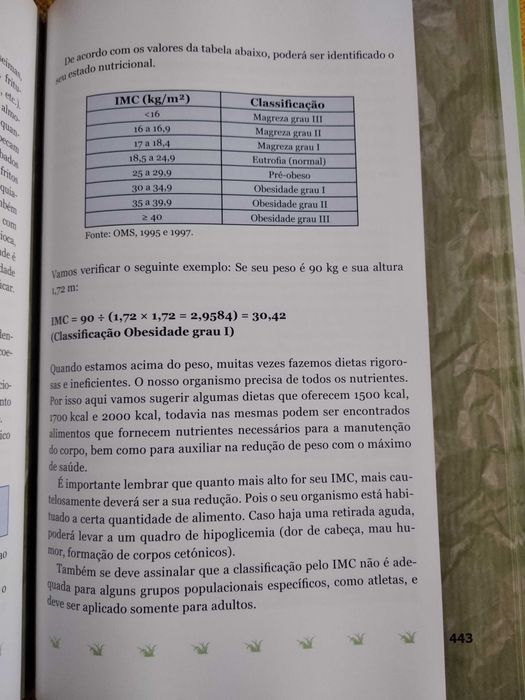 De acordo com os valores da tabela abaixo, poderá ser identificado o
seu estado nutricional.
IMC (kg/m²) Classificação
<16 Magreza grau III
16 a 16,9 Magreza grau II
17 a 18,4 Magreza grau I
18,5 a 24,9 Eutrofia (normal)
25 a 29,9 Pré-obeso
30 a 34,9 Obesidade grau I
35 a 39,9 Obesidade grau II
≥ 40 Obesidade grau III
Fonte: OMS, 1995 e 1997.
Vamos verificar o seguinte exemplo: Se seu peso é 90 kg e sua altura
1,72 m:
IMC = 90 ÷ (1,72 × 1,72 = 2,9584) = 30,42
(Classificação Obesidade grau I)
Quando estamos acima do peso, muitas vezes fazemos dietas rigoro-
sas e ineficientes. O nosso organismo precisa de todos os nutrientes.
Por isso aqui vamos sugerir algumas dietas que oferecem 1500 kcal,
1700 kcal e 2000 kcal, todavia nas mesmas podem ser encontrados
alimentos que fornecem nutrientes necessários para a manutenção
do corpo, bem como para auxiliar na redução de peso com o máximo
de saúde.
É importante lembrar que quanto mais alto for seu IMC, mais cau-
telosamente deverá ser a sua redução. Pois o seu organismo está habi-
tuado a certa quantidade de alimento. Caso haja uma retirada aguda,
poderá levar a um quadro de hipoglicemia (dor de cabeça, mau hu-
mor, formação de corpos cetónicos).
Também se deve assinalar que a classificação pelo IMC não é ade-
quada para alguns grupos populacionais específicos, como atletas, e
deve ser aplicado somente para adultos.
443